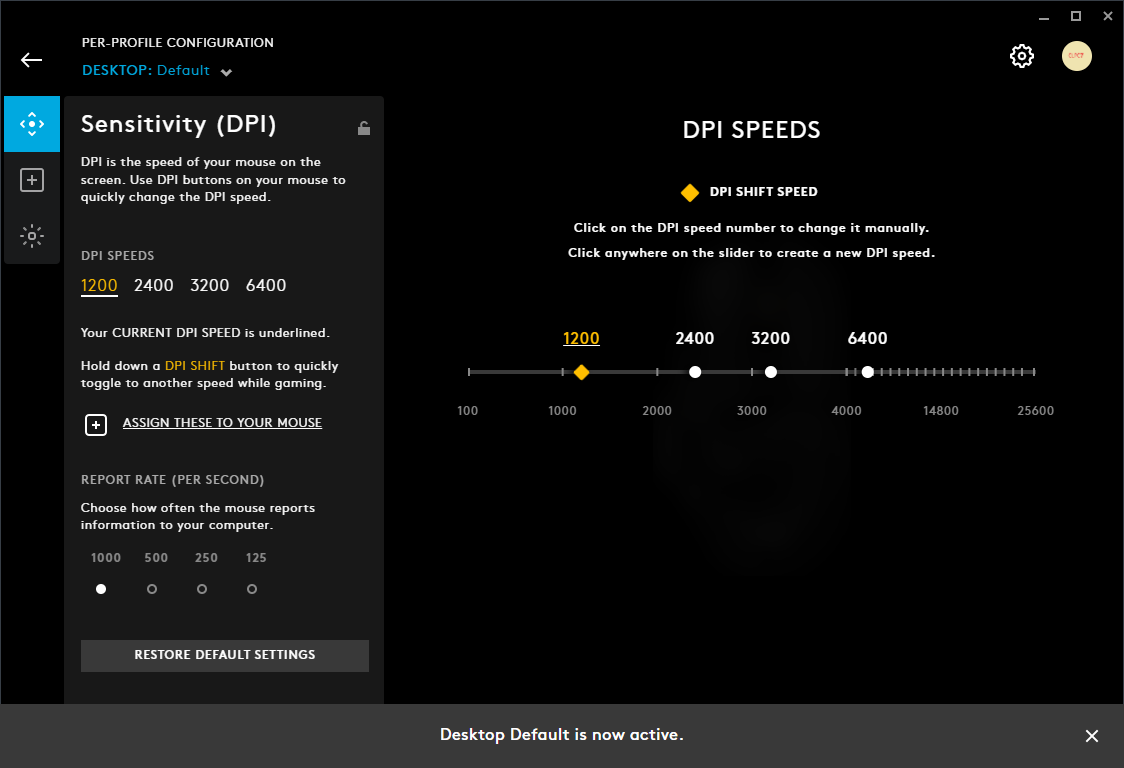 PER-PROFILE CONFIGURATION
DESKTOP: Default
Sensitivity (DPI)
DPI is the speed of your mouse on the
screen. Use DPI buttons on your mouse to
quickly change the DPI speed.
DPI SPEEDS
1200 2400 3200 6400
Your CURRENT DPI SPEED is underlined.
Hold down a DPI SHIFT button to quickly
toggle to another speed while gaming.
ASSIGN THESE TO YOUR MOUSE
REPORT RATE (PER SECOND)
Choose how often the mouse reports
information to your computer.
1000 500 250 125
RESTORE DEFAULT SETTINGS
DPI SPEEDS
DPI SHIFT SPEED
Click on the DPI speed number to change it manually.
Click anywhere on the slider to create a new DPI speed.
1200 2400 3200 6400
100 1000 2000 3000 4000 14800 25600
Desktop Default is now active.